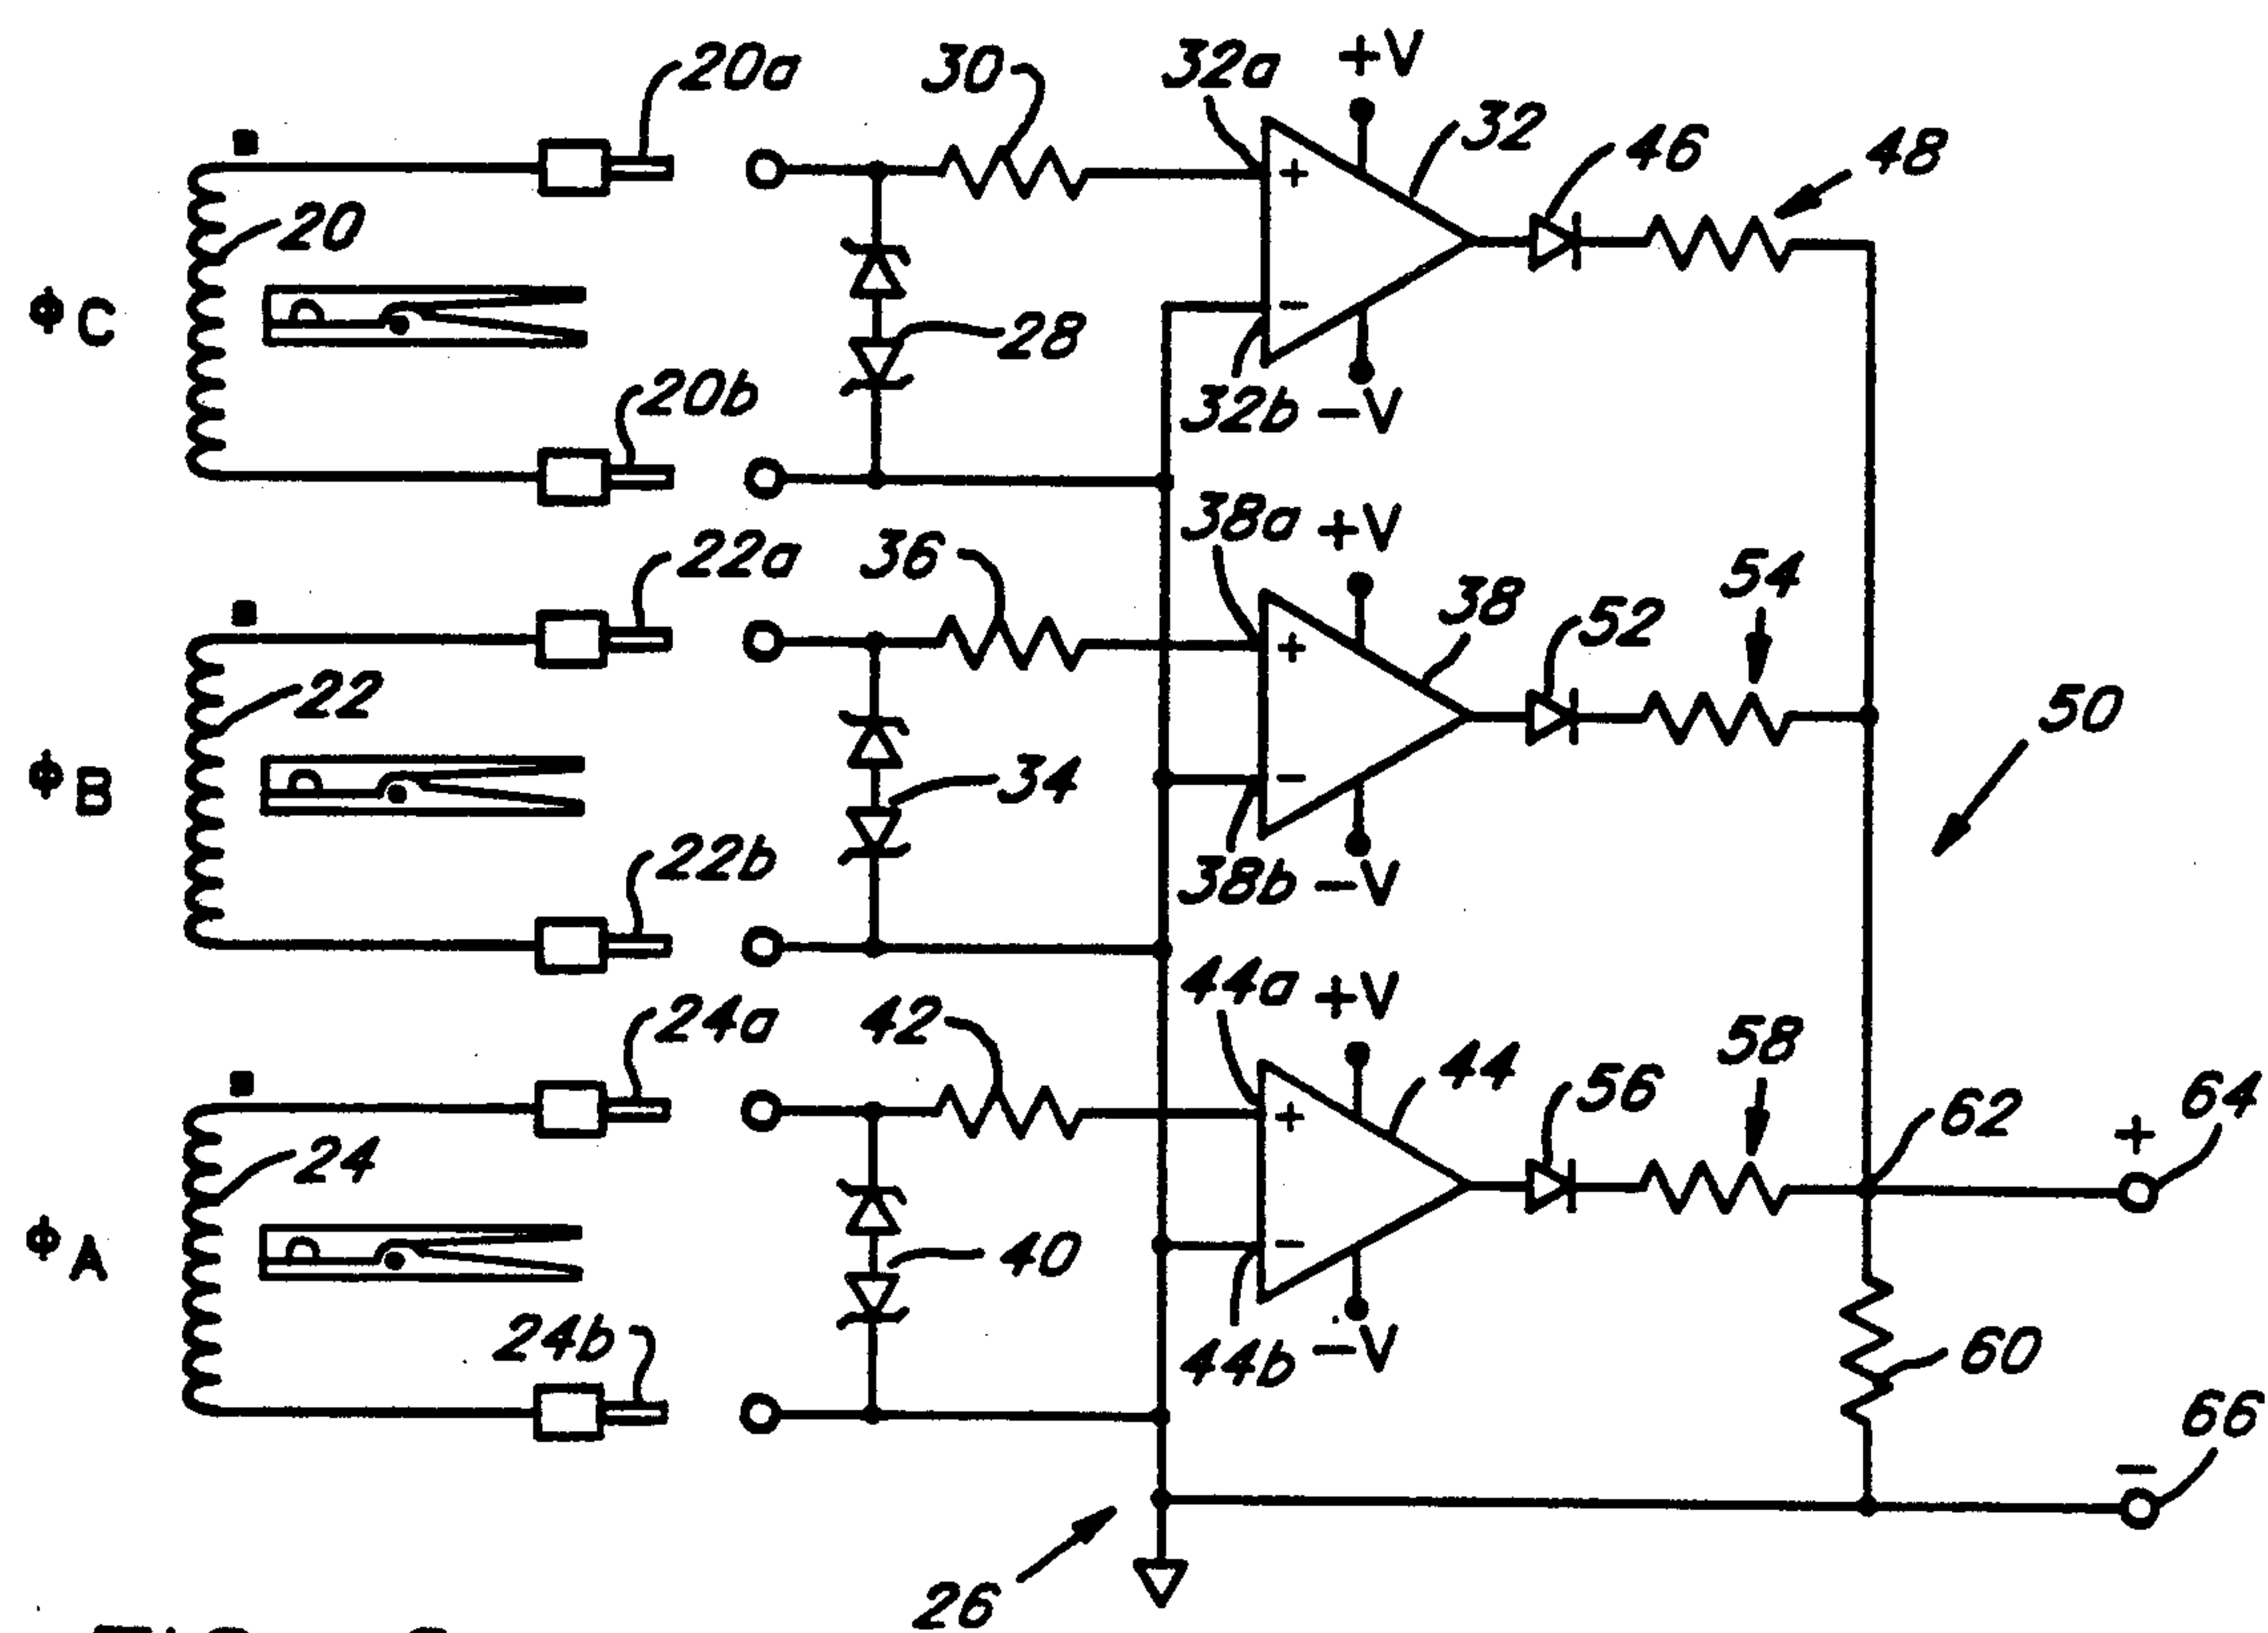 20a 30 32a +V
32 46 48
20
ΦC
28
20b 32b -V
38a +V
22a 36 38 52 54
22 50
ΦB
34
22b 38b -V
44a +V
24a 42 44 56 58
62 + 64
24
ΦA
40
24b 44b -V
60
- 66
26